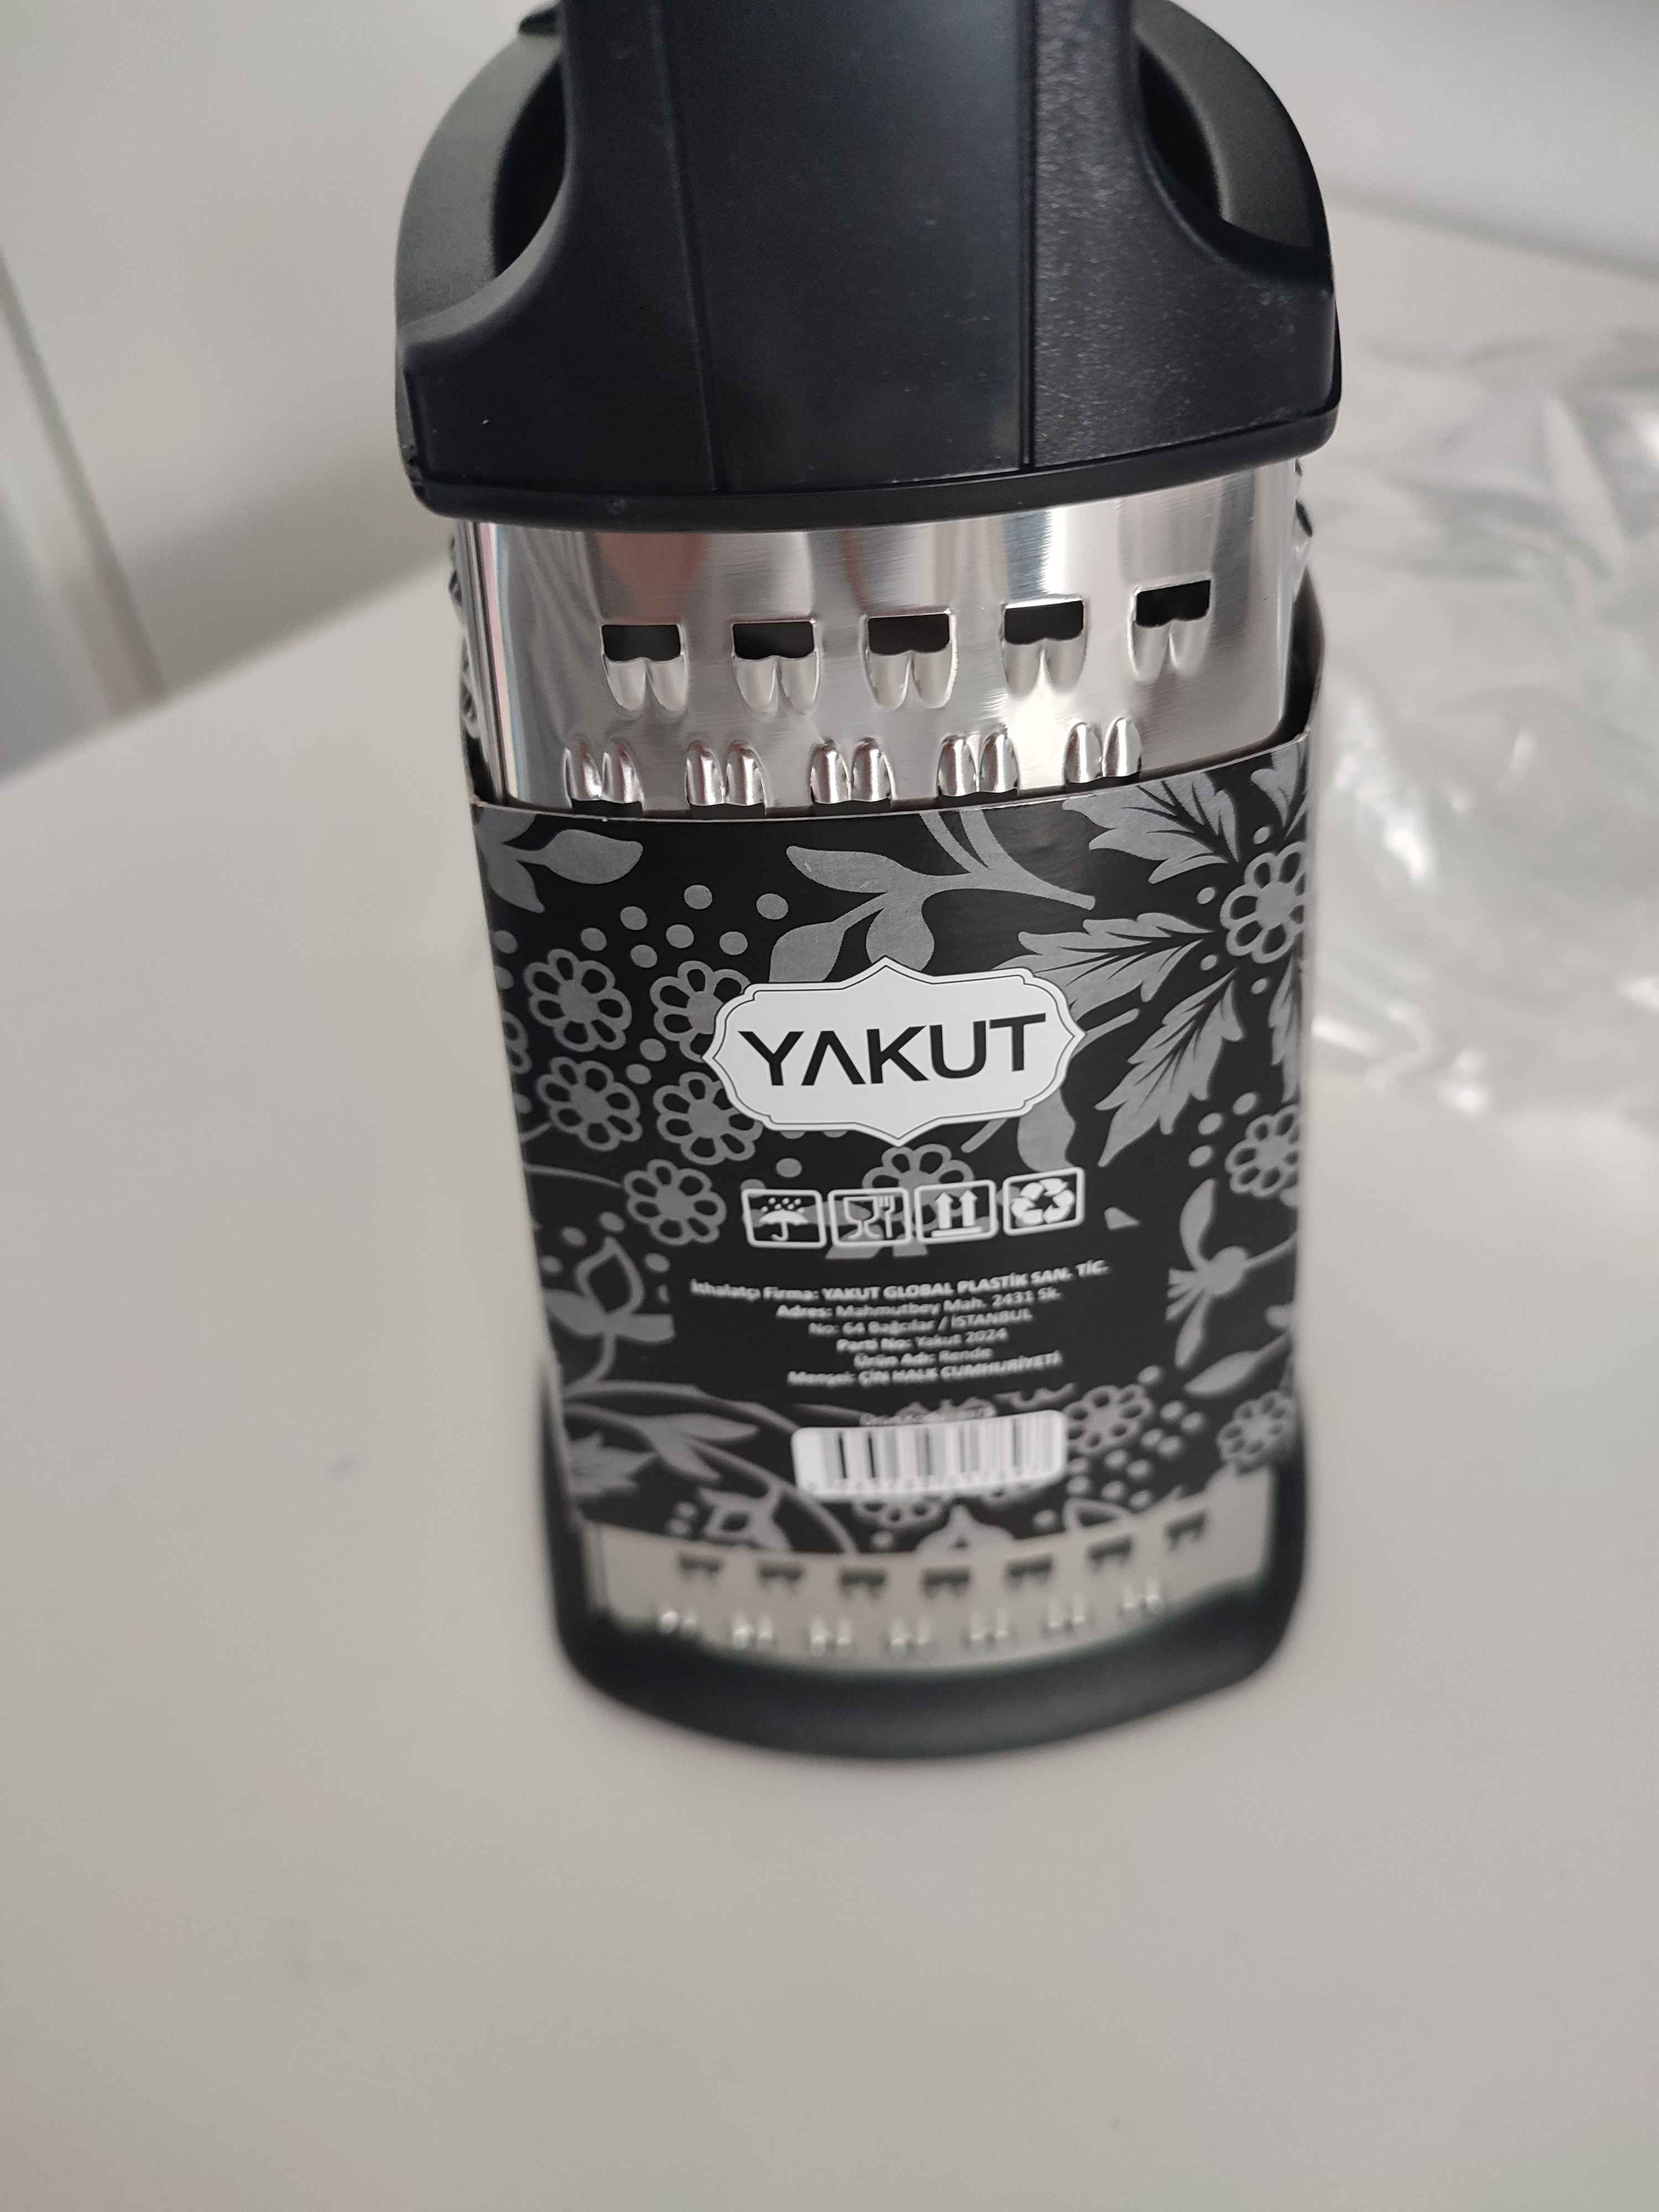 YAKUT
İthalatçı Firma: YAKUT GLOBAL PLASTİK SAN. TİC.
Adres: Mahmutbey Mah. 2431 Sk.
No: 64 Bağcılar / İSTANBUL
Parti No: Yakut 2024
Ürün Adı: Rende
Menşei: ÇİN HALK CUMHURİYETİ